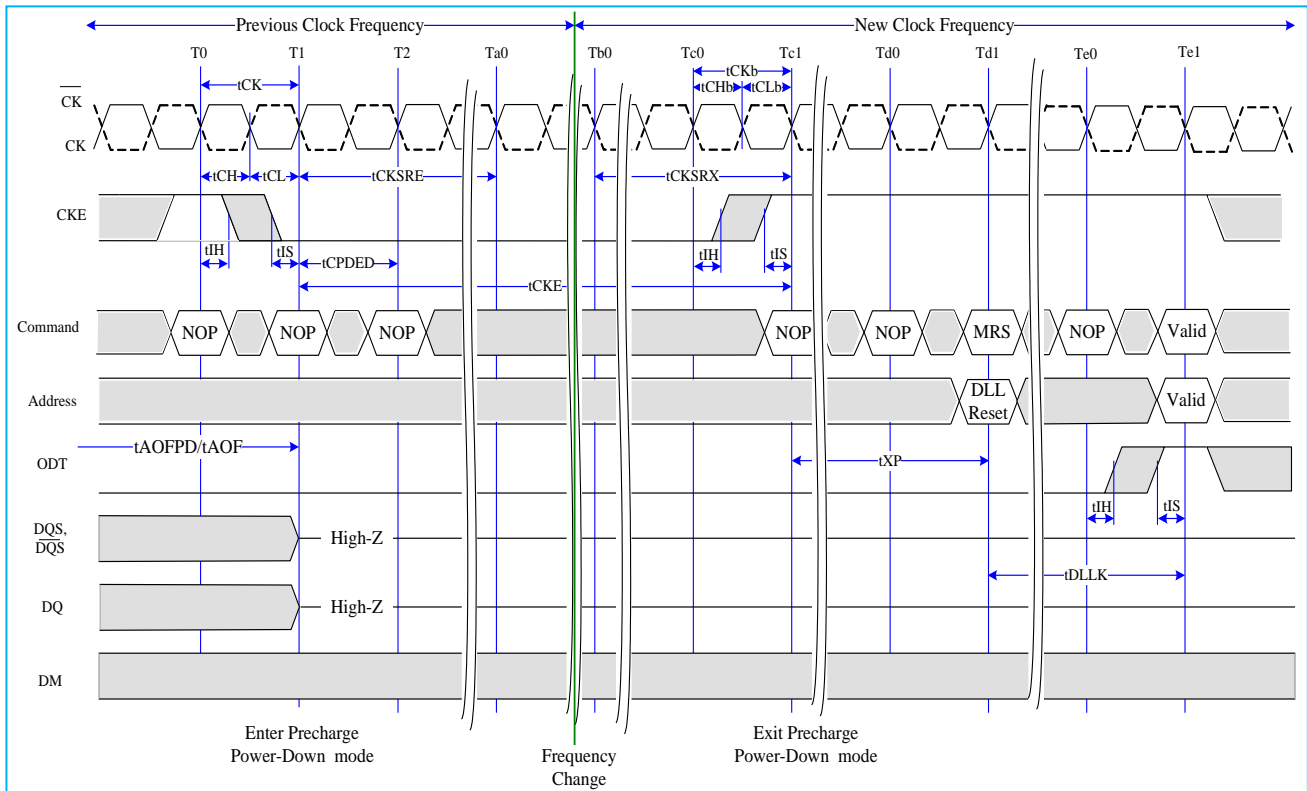 Previous Clock Frequency New Clock Frequency
T0 T1 T2 Ta0 Tb0 Tc0 Tc1 Td0 Td1 Te0 Te1
tCK tCKb
tCHb tCLb
CK
CK
tCH tCL tCKSRE tCKSRX
CKE
tIH tIS tCPDED tIH tIS
tCKE
Command NOP NOP NOP NOP NOP MRS NOP Valid
Address DLL Reset Valid
tAOFPD/tAOF
ODT tXP
tIH tIS
DQS, DQS High-Z
tDLLK
DQ High-Z
DM
Enter Precharge
Power-Down mode
Frequency
Change
Exit Precharge
Power-Down mode